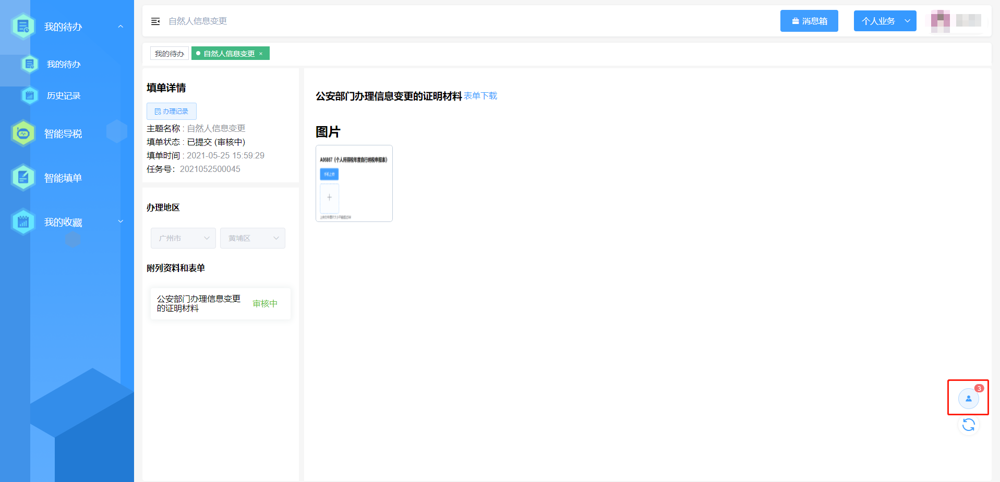 我的待办
我的待办
历史记录
智能导税
智能填单
我的收藏
自然人信息变更
消息箱
个人业务
我的待办
自然人信息变更 ×
填单详情
办理记录
主题名称 : 自然人信息变更
填单状态 : 已提交 (审核中)
填单时间 : 2021-05-25 15:59:29
任务号： 2021052500045
办理地区
广州市
黄埔区
附列资料和表单
公安部门办理信息变更
的证明材料
审核中
公安部门办理信息变更的证明材料 表单下载
图片
A06867《个人所得税年度自行纳税申报表》
手机上传
3